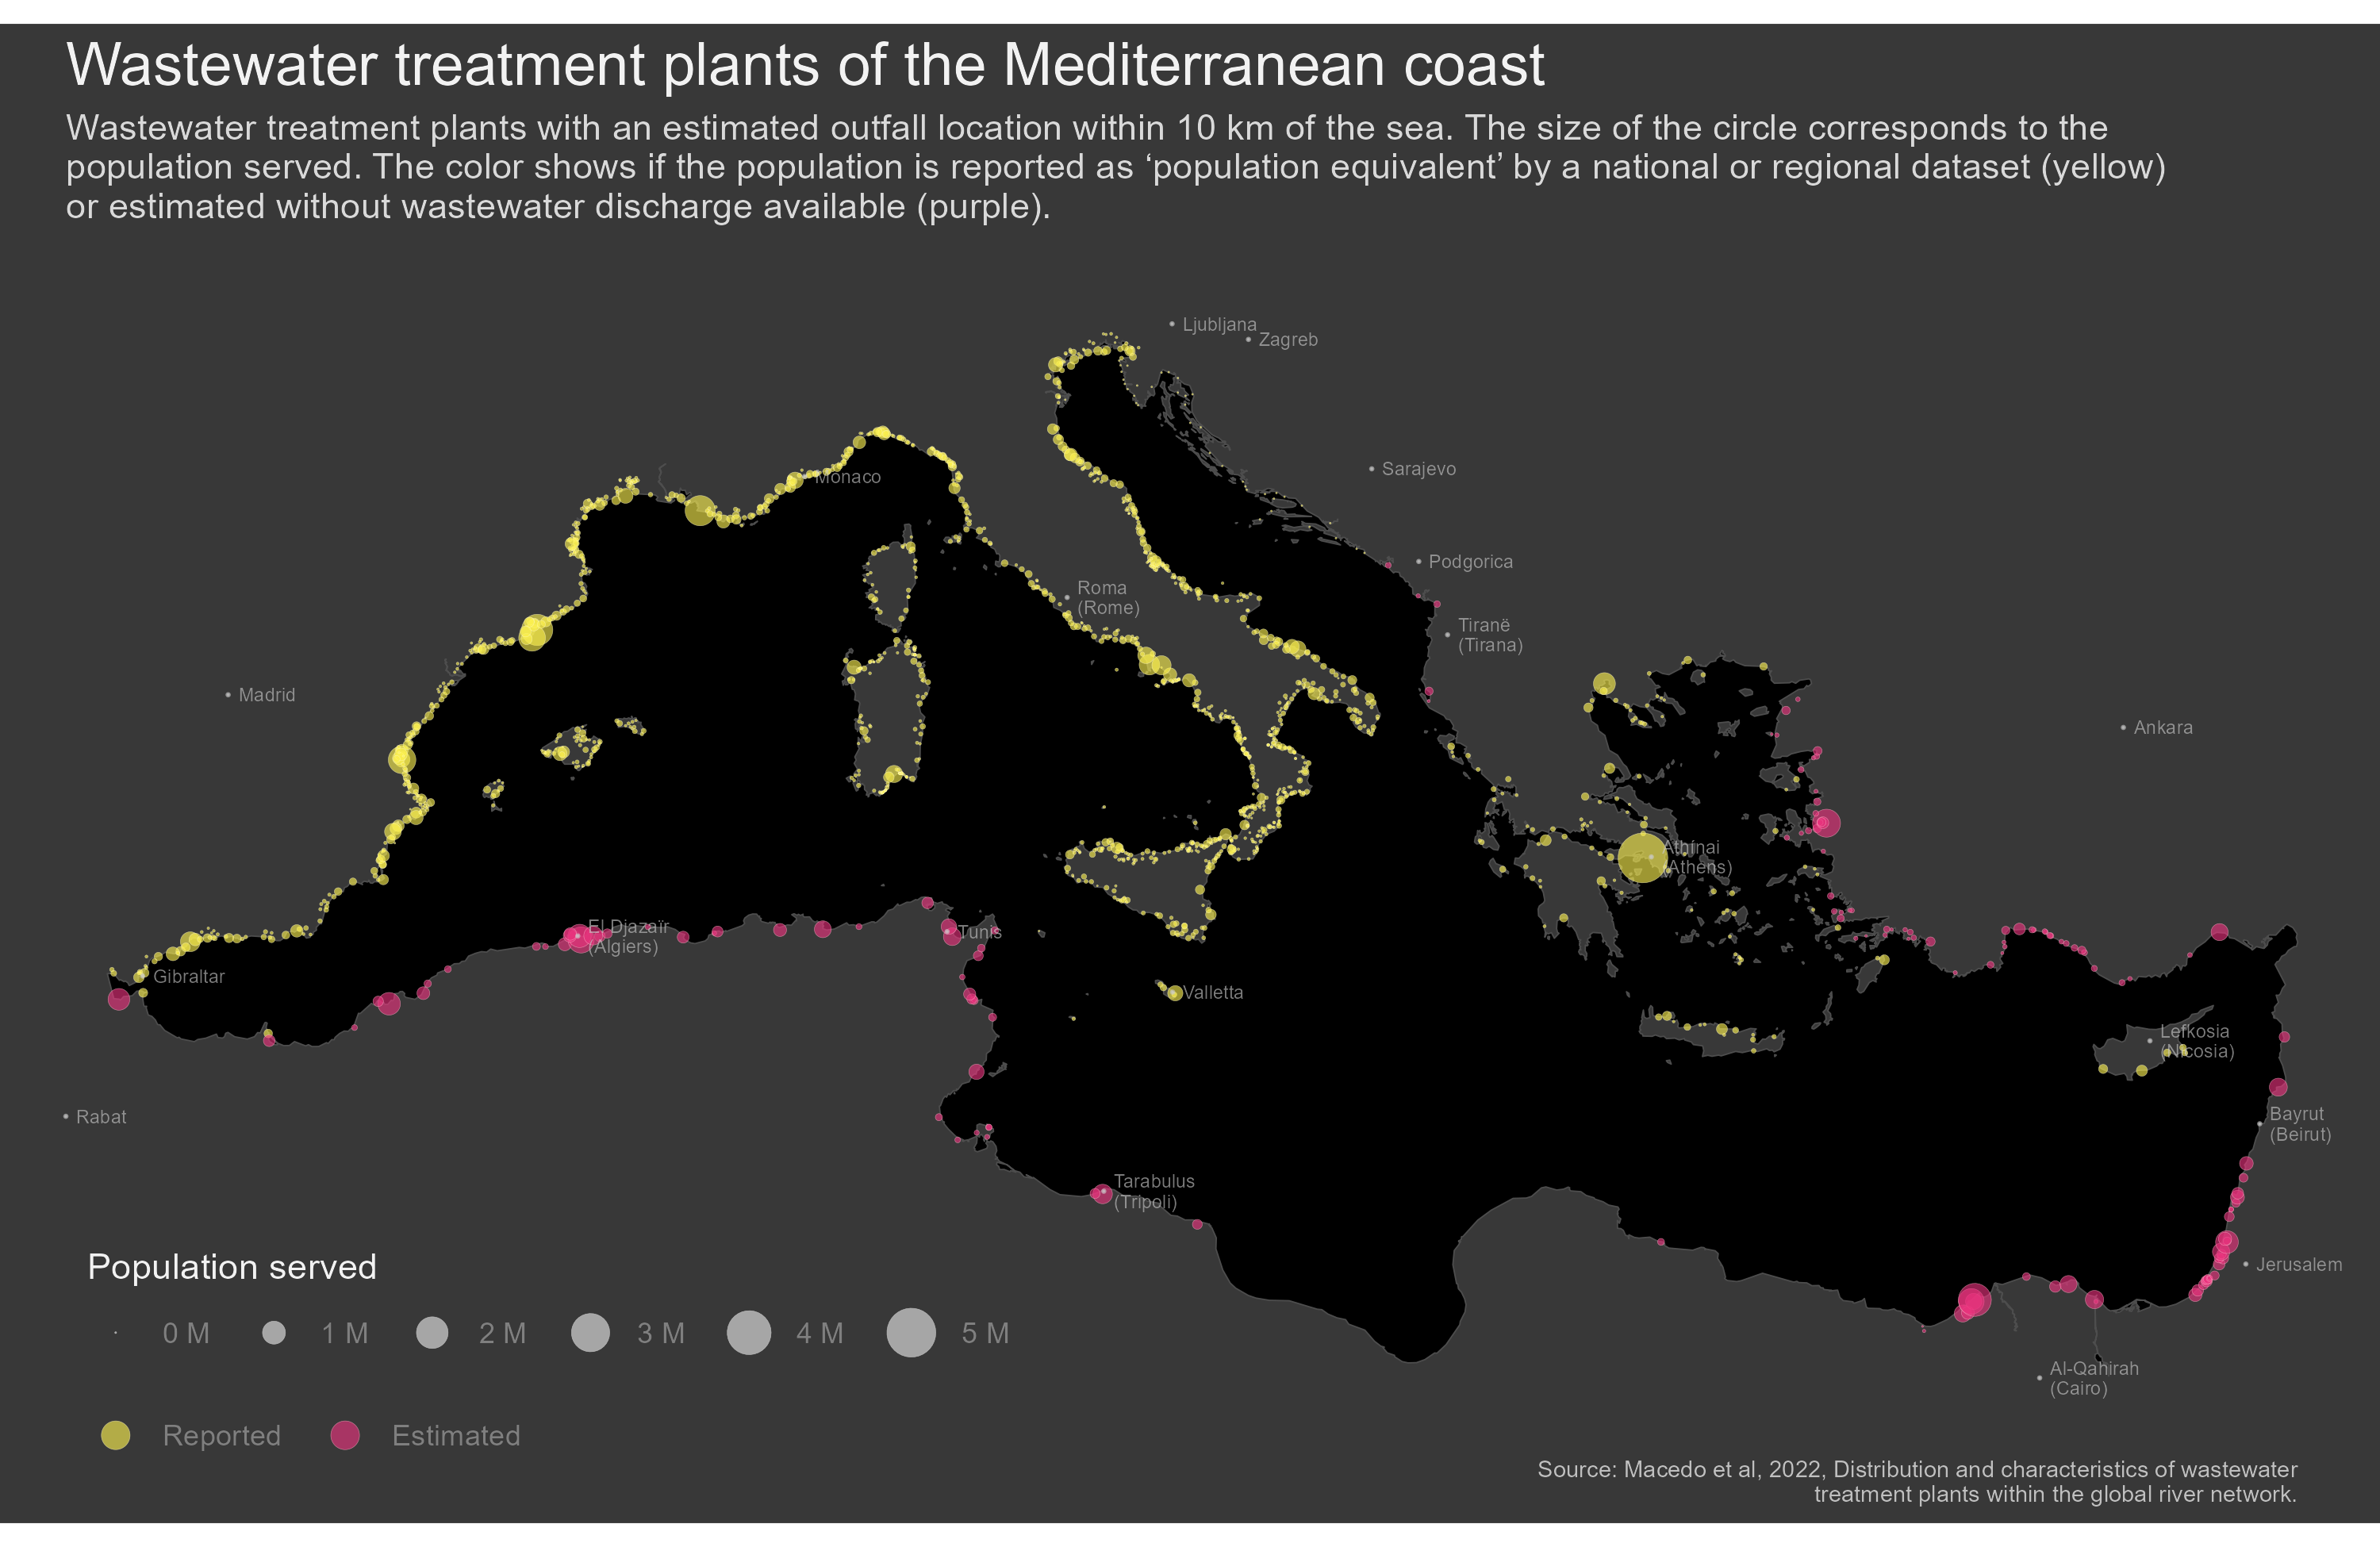 Wastewater treatment plants of the Mediterranean coast
Wastewater treatment plants with an estimated outfall location within 10 km of the sea. The size of the circle corresponds to the
population served. The color shows if the population is reported as ‘population equivalent’ by a national or regional dataset (yellow)
or estimated without wastewater discharge available (purple).
Ljubljana
Zagreb
Sarajevo
Monaco
Podgorica
Roma
(Rome)
Tiranë
(Tirana)
Madrid
Ankara
Athínai
(Athens)
El Djazaïr
(Algiers)
Tunis
Gibraltar
Valletta
Lefkosia
(Nicosia)
Rabat
Bayrut
(Beirut)
Tarabulus
(Tripoli)
Jerusalem
Al-Qahirah
(Cairo)
Population served
0 M 1 M 2 M 3 M 4 M 5 M
Reported Estimated
Source: Macedo et al, 2022, Distribution and characteristics of wastewater
treatment plants within the global river network.